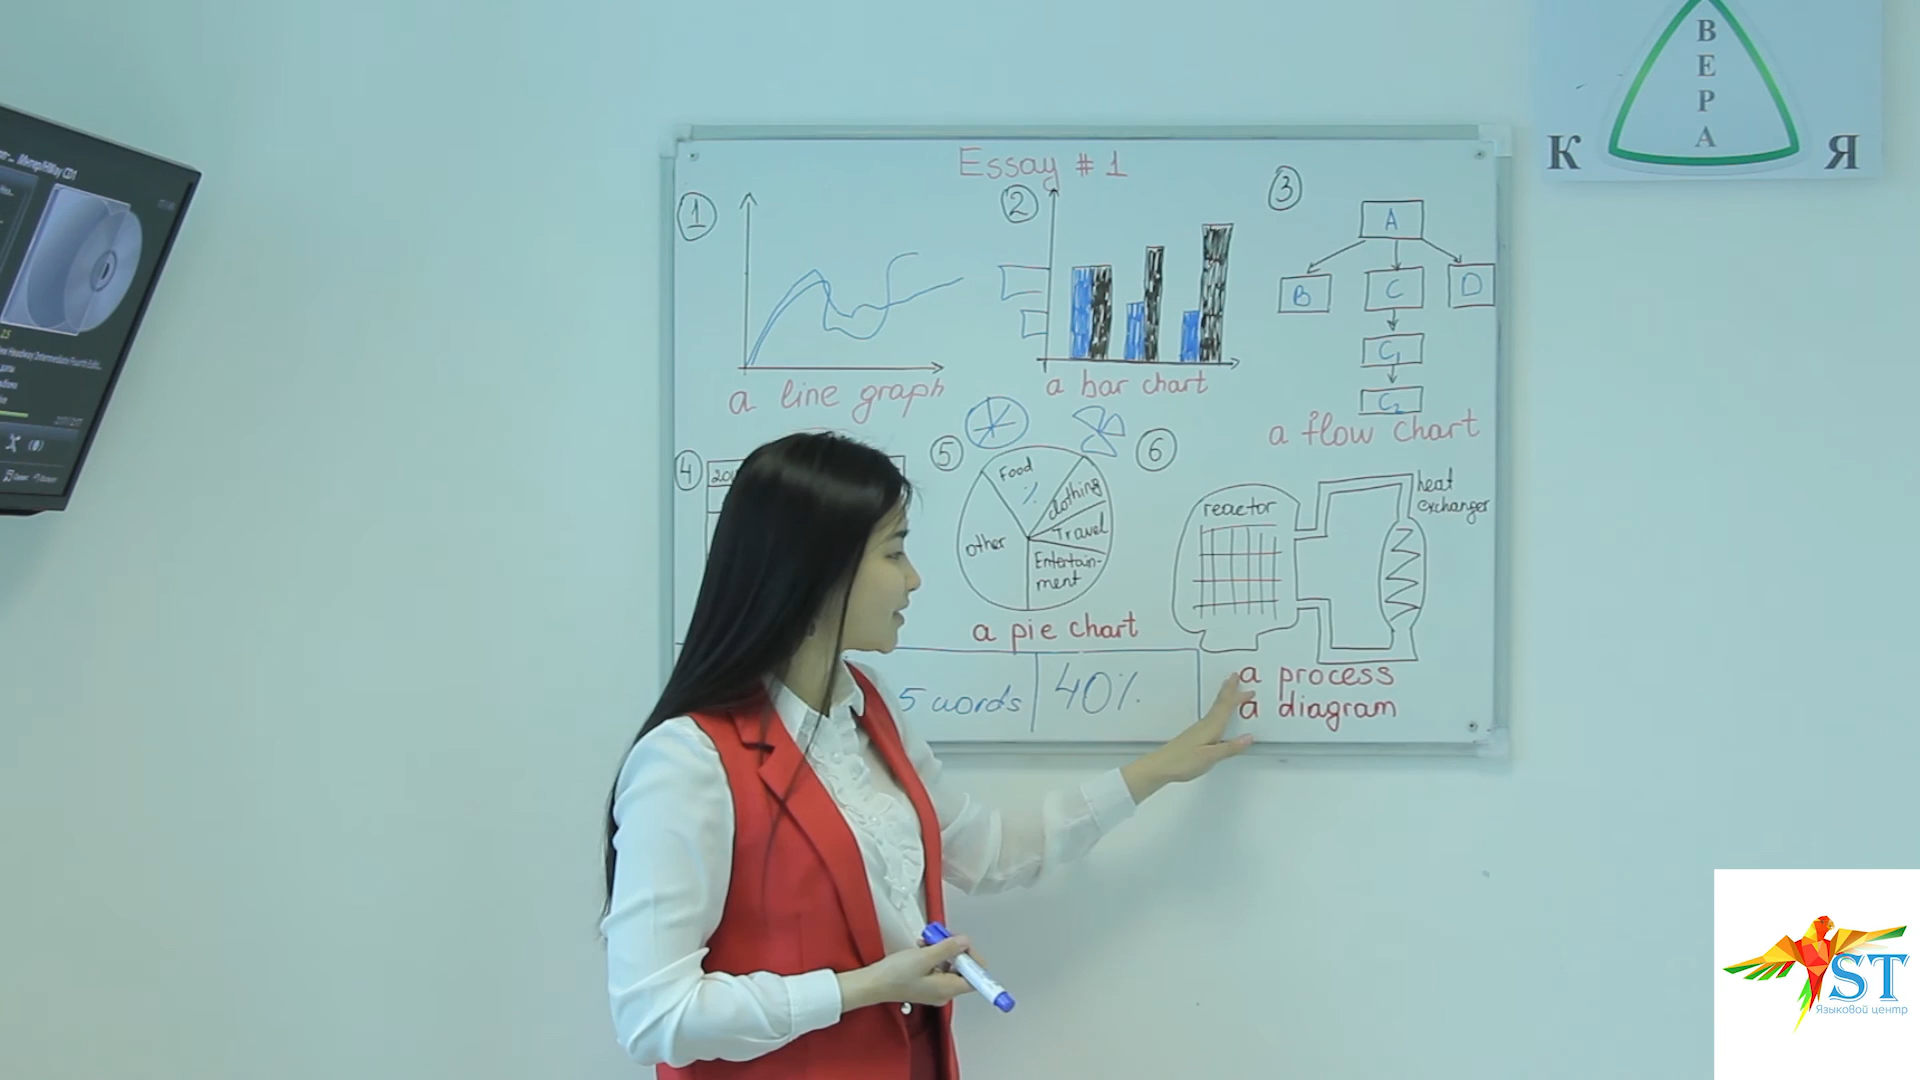 В
Е
Р
А
К
Я
Essay # 1
1
a line graph
2
a bar chart
3
A
B
C
D
C1
C2
a flow chart
4
5
Food
%
clothing
Travel
Entertain-
ment
other
a pie chart
6
reactor
heat
exchanger
a process
a diagram
5 words
40%
ST
Языковой центр